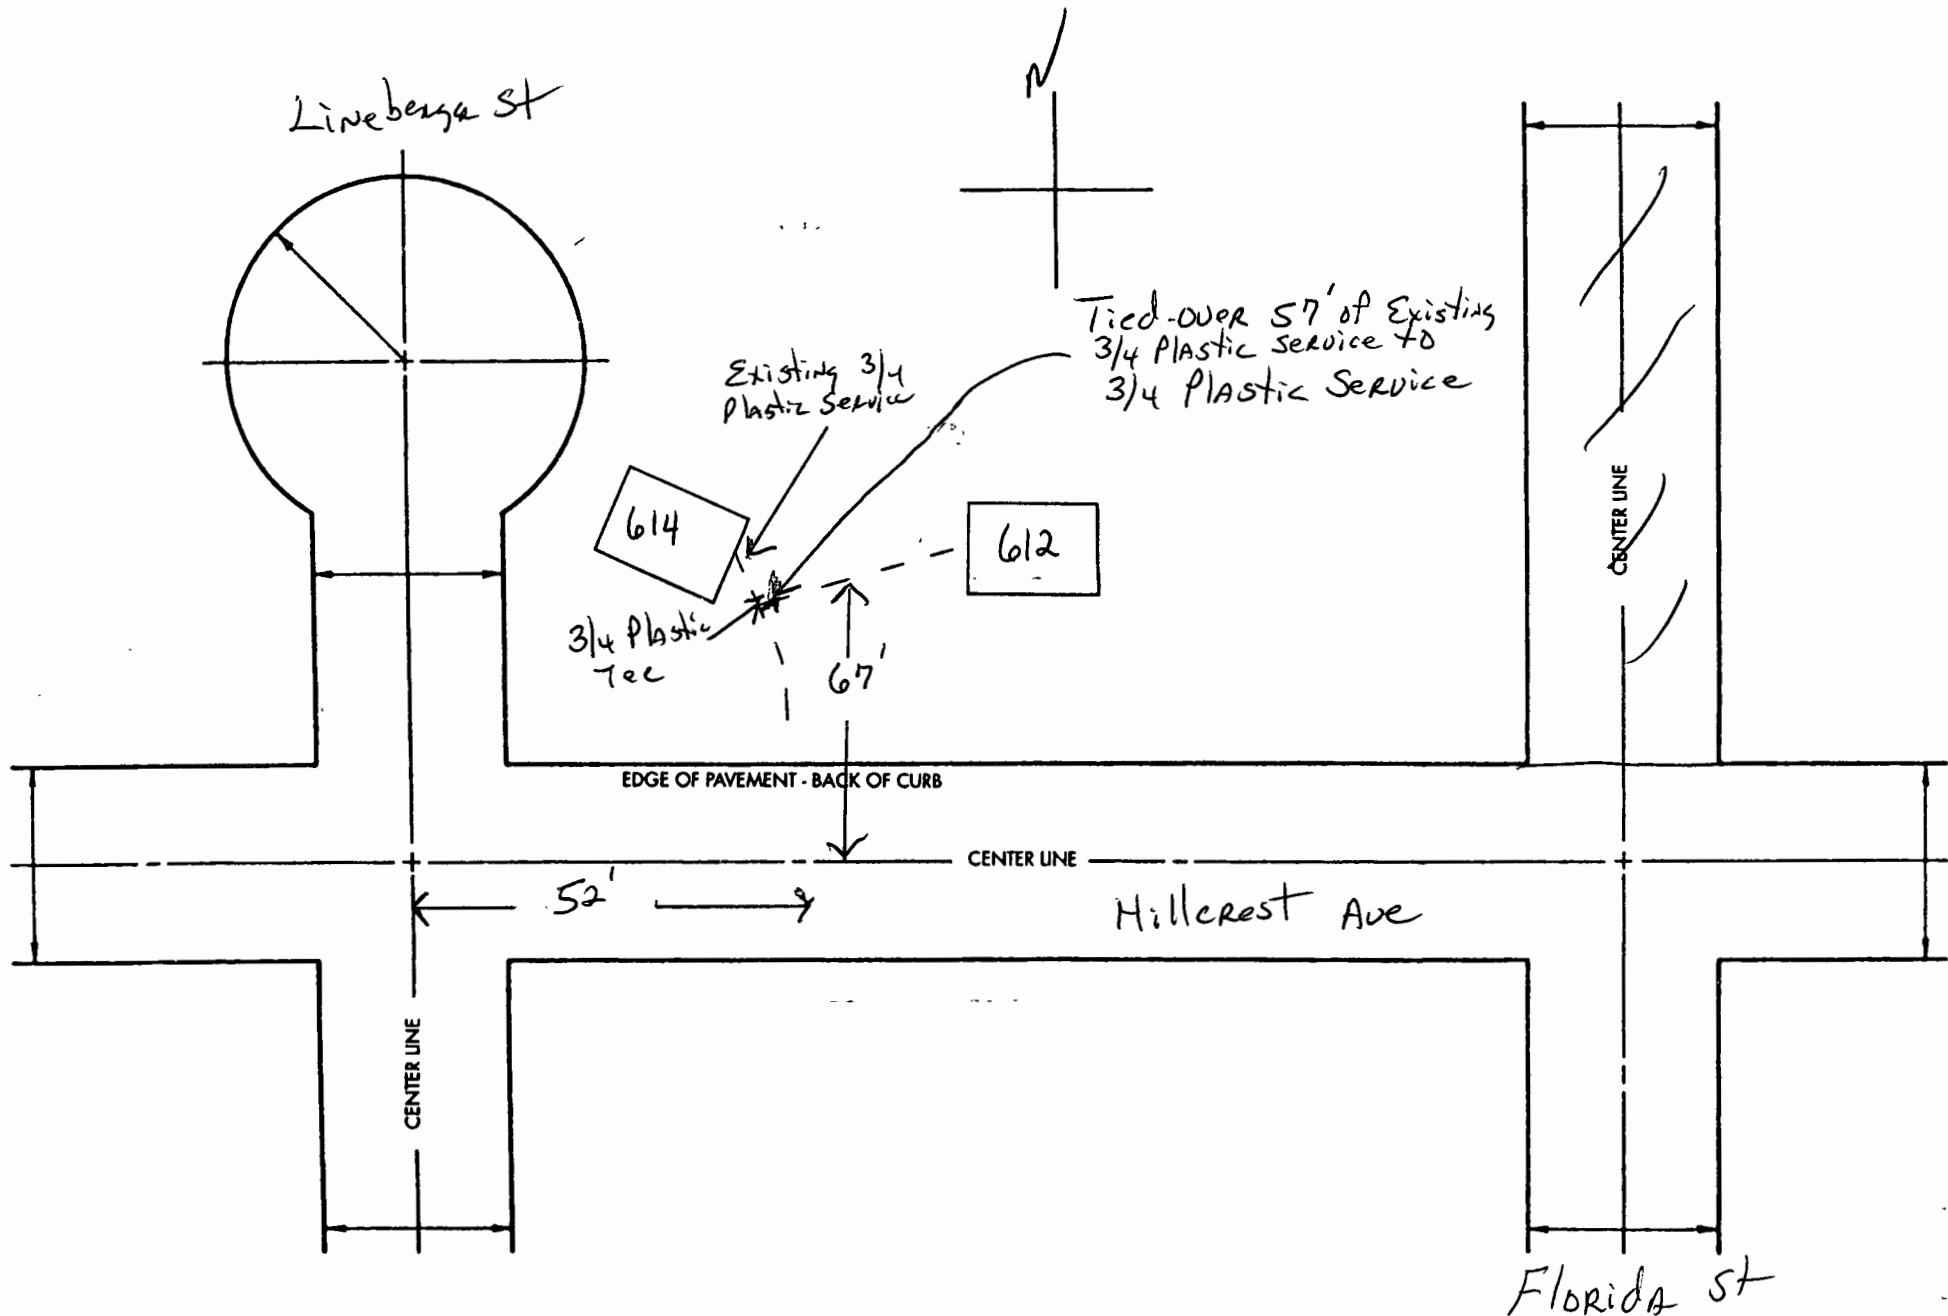 N
Lineberger St
Tied-over 57' of Existing
3/4 Plastic Service to
3/4 Plastic Service
Existing 3/4
Plastic Service
614
612
3/4 Plastic
Tee
67'
CENTER LINE
EDGE OF PAVEMENT - BACK OF CURB
CENTER LINE
52'
Hillcrest Ave
CENTER LINE
Florida St